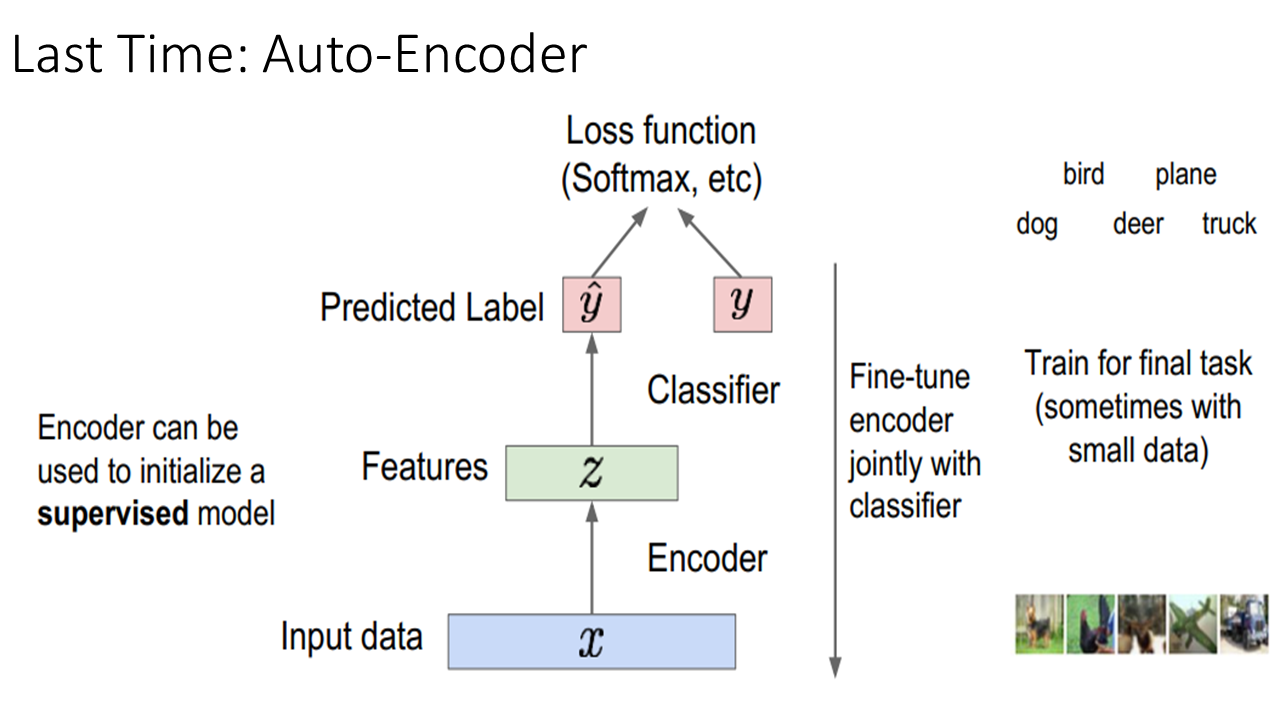 Last Time: Auto-Encoder
Loss function
(Softmax, etc)
bird plane
dog deer truck
Predicted Label
ŷ
y
Classifier
Fine-tune
encoder
jointly with
classifier
Train for final task
(sometimes with
small data)
Encoder can be
used to initialize a
supervised model
Features
z
Encoder
Input data
x